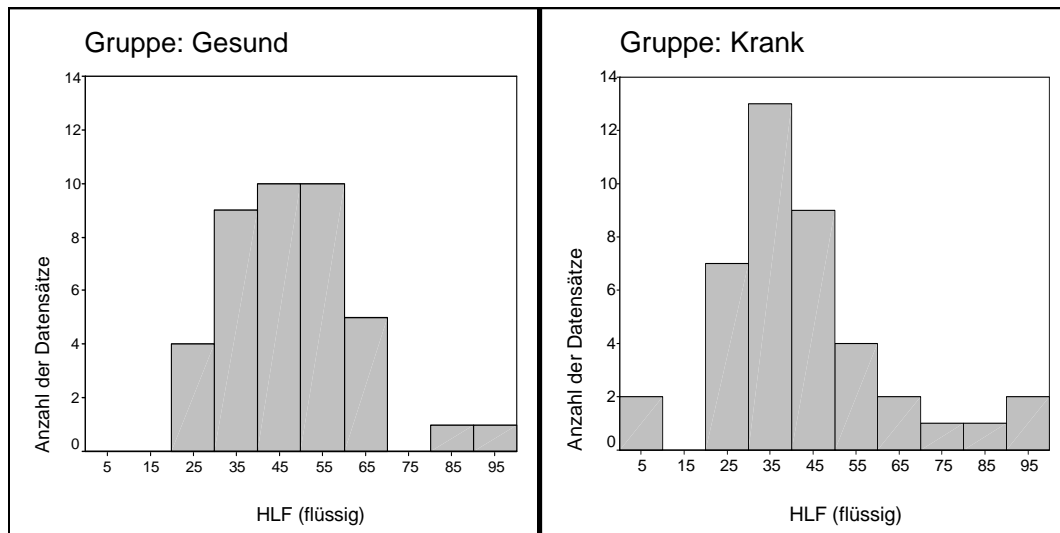 Gruppe: Gesund
Anzahl der Datensätze
14
12
10
8
6
4
2
0
5 15 25 35 45 55 65 75 85 95
HLF (flüssig)
Gruppe: Krank
Anzahl der Datensätze
14
12
10
8
6
4
2
0
5 15 25 35 45 55 65 75 85 95
HLF (flüssig)